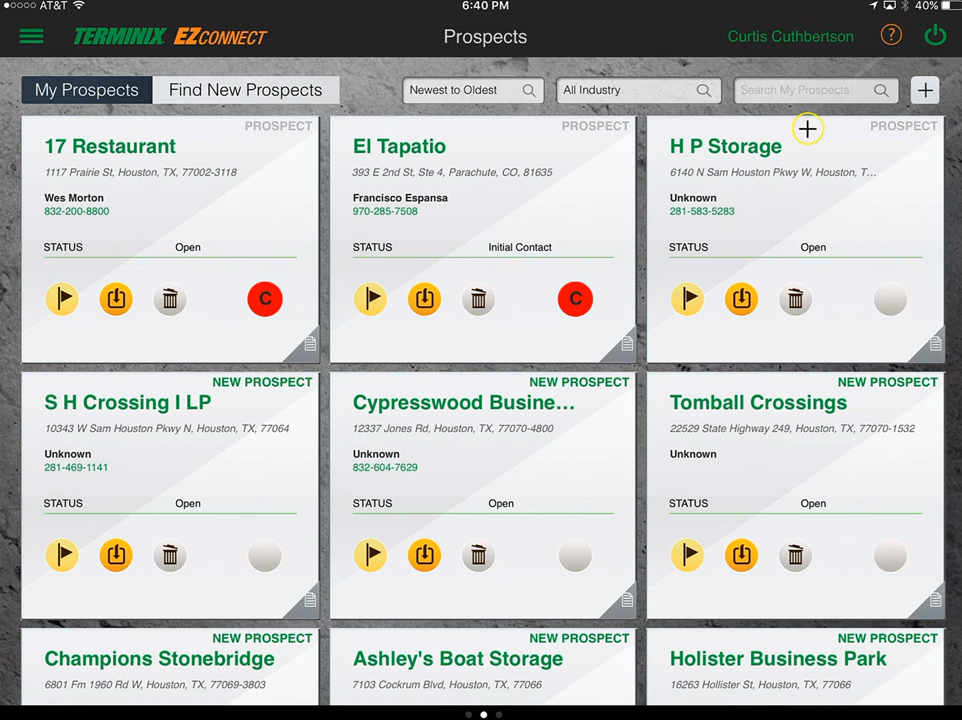 AT&T 6:40 PM 40%
TERMINIX EZCONNECT Prospects Curtis Cuthbertson ?
My Prospects Find New Prospects Newest to Oldest All Industry Search My Prospects +
PROSPECT
17 Restaurant
1117 Prairie St, Houston, TX, 77002-3118
Wes Morton
832-200-8800
STATUS Open
C
PROSPECT
El Tapatio
393 E 2nd St, Ste 4, Parachute, CO, 81635
Francisco Espansa
970-285-7508
STATUS Initial Contact
C
PROSPECT
H P Storage
6140 N Sam Houston Pkwy W, Houston, T...
Unknown
281-583-5283
STATUS Open
NEW PROSPECT
S H Crossing I LP
10343 W Sam Houston Pkwy N, Houston, TX, 77064
Unknown
281-469-1141
STATUS Open
NEW PROSPECT
Cypresswood Busine...
12337 Jones Rd, Houston, TX, 77070-4800
Unknown
832-604-7629
STATUS Open
NEW PROSPECT
Tomball Crossings
22529 State Highway 249, Houston, TX, 77070-1532
Unknown
STATUS Open
NEW PROSPECT
Champions Stonebridge
6801 Fm 1960 Rd W, Houston, TX, 77069-3803
NEW PROSPECT
Ashley's Boat Storage
7103 Cockrum Blvd, Houston, TX, 77066
NEW PROSPECT
Holister Business Park
16263 Hollister St, Houston, TX, 77066